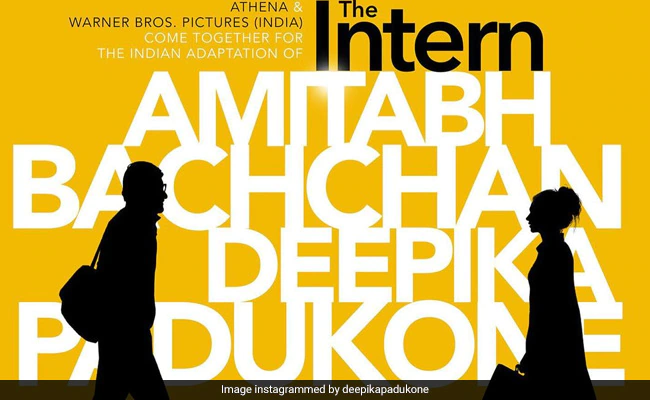 ATHENA &
WARNER BROS. PICTURES (INDIA)
COME TOGETHER FOR
THE INDIAN ADAPTATION OF
The
Intern
AMITABH
BACHCHAN
DEEPIKA
PADUKONE
Image instagrammed by deepikapadukone